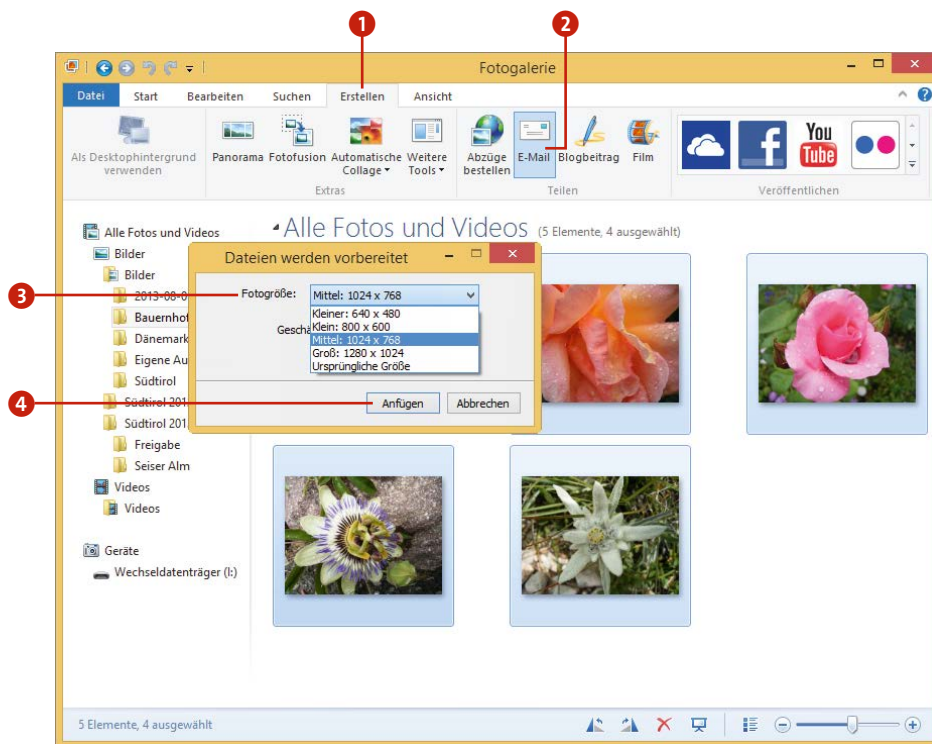 1
2
Fotogalerie
Datei Start Bearbeiten Suchen Erstellen Ansicht
Als Desktophintergrund verwenden
Panorama
Fotofusion
Automatische Collage
Weitere Tools
Extras
Abzüge bestellen
E-Mail
Blogbeitrag
Film
Teilen
f
You Tube
Veröffentlichen
Alle Fotos und Videos
Bilder
Bilder
2013-08-0
Bauernhof
Dänemark
Eigene Au
Südtirol
Südtirol 201
Südtirol 201
Freigabe
Seiser Alm
Videos
Videos
Geräte
Wechseldatenträger (I:)
Alle Fotos und Videos (5 Elemente, 4 ausgewählt)
Dateien werden vorbereitet
3
Fotogröße: Mittel: 1024 x 768
Kleiner: 640 x 480
Klein: 800 x 600
Mittel: 1024 x 768
Groß: 1280 x 1024
Ursprüngliche Größe
Geschä
4
Anfügen Abbrechen
5 Elemente, 4 ausgewählt